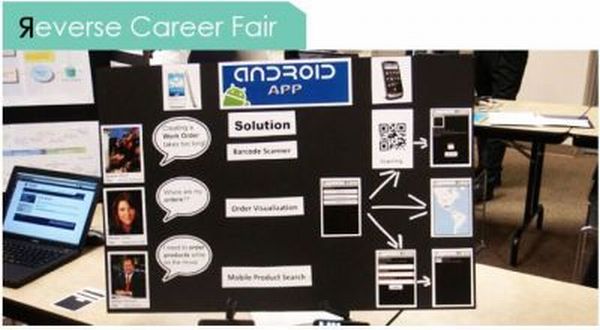 Reverse Career Fair
ANDROID
APP
Creating a
Work Order
takes too long
Solution
Barcode Scanner
Where are my
orders??
Order Visualization
I need to order
products while
on the move!
Mobile Product Search